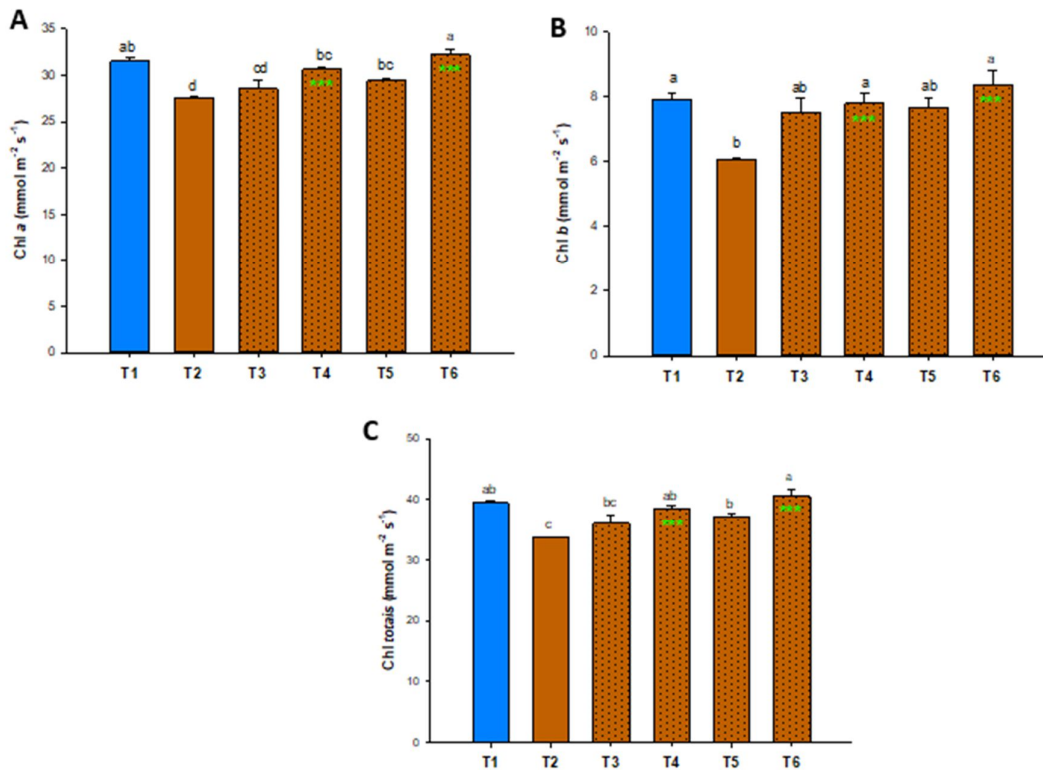 A
35
30
25
20
15
10
5
0
Chl a (mmol m⁻² s⁻¹)
ab
d
cd
bc
bc
a
***
***
T1 T2 T3 T4 T5 T6
B
10
8
6
4
2
0
Chl b (mmol m⁻² s⁻¹)
a
b
ab
a
ab
a
***
***
T1 T2 T3 T4 T5 T6
C
50
40
30
20
10
0
Chl totais (mmol m⁻² s⁻¹)
ab
c
bc
ab
b
a
***
***
T1 T2 T3 T4 T5 T6